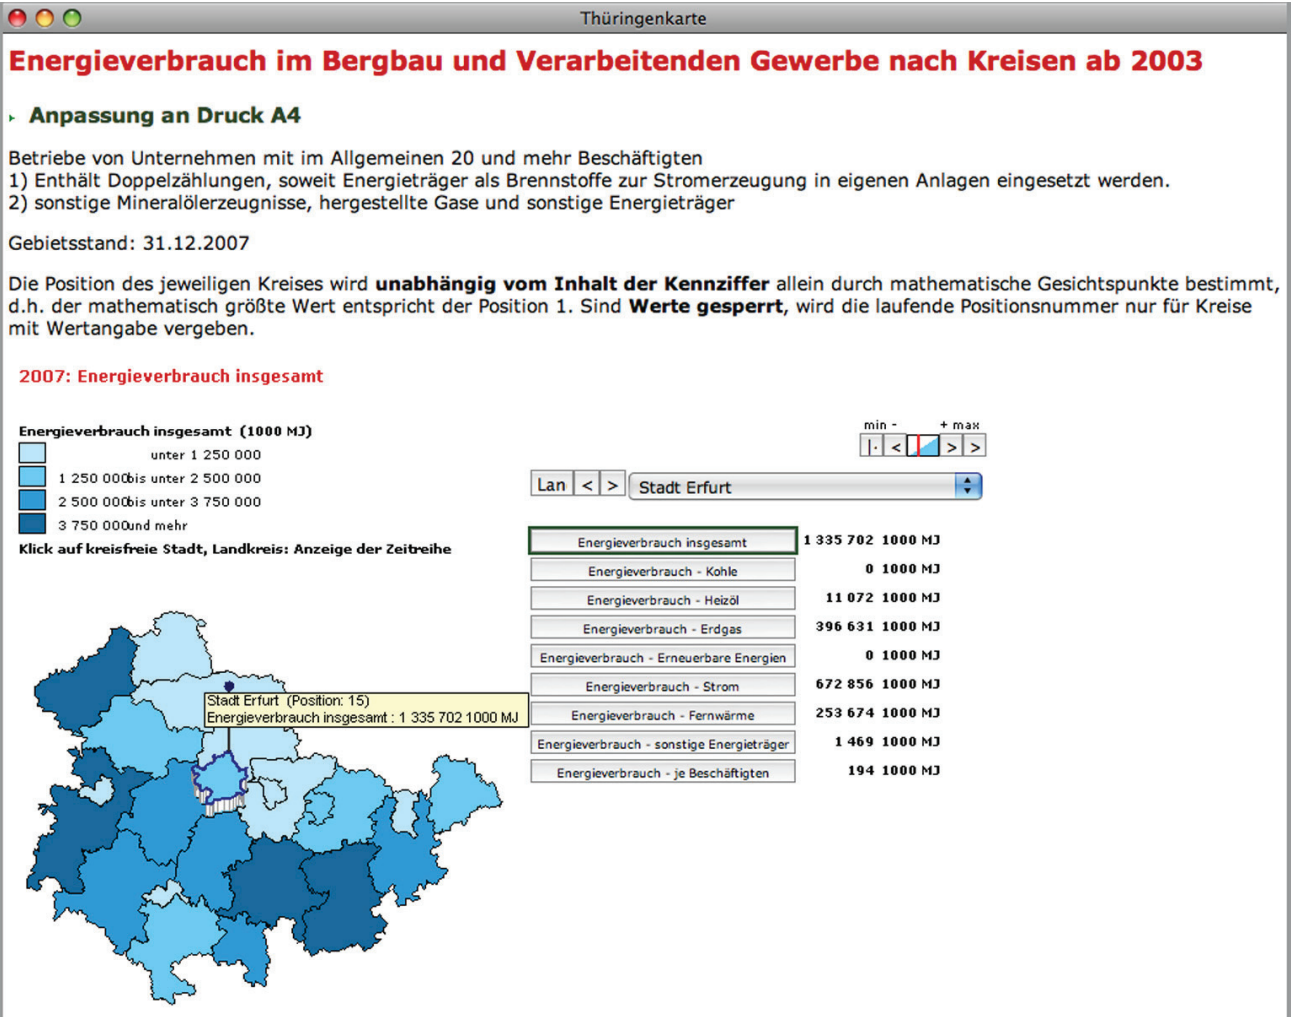 Thüringenkarte
Energieverbrauch im Bergbau und Verarbeitenden Gewerbe nach Kreisen ab 2003
Anpassung an Druck A4
Betriebe von Unternehmen mit im Allgemeinen 20 und mehr Beschäftigten
1) Enthält Doppelzählungen, soweit Energieträger als Brennstoffe zur Stromerzeugung in eigenen Anlagen eingesetzt werden.
2) sonstige Mineralölerzeugnisse, hergestellte Gase und sonstige Energieträger
Gebietsstand: 31.12.2007
Die Position des jeweiligen Kreises wird unabhängig vom Inhalt der Kennziffer allein durch mathematische Gesichtspunkte bestimmt,
d.h. der mathematisch größte Wert entspricht der Position 1. Sind Werte gesperrt, wird die laufende Positionsnummer nur für Kreise
mit Wertangabe vergeben.
2007: Energieverbrauch insgesamt
Energieverbrauch insgesamt (1000 MJ)
unter 1 250 000
1 250 000bis unter 2 500 000
2 500 000bis unter 3 750 000
3 750 000und mehr
Klick auf kreisfreie Stadt, Landkreis: Anzeige der Zeitreihe
min - + max
|· < > >
Lan < > Stadt Erfurt
Energieverbrauch insgesamt 1 335 702 1000 MJ
Energieverbrauch - Kohle 0 1000 MJ
Energieverbrauch - Heizöl 11 072 1000 MJ
Energieverbrauch - Erdgas 396 631 1000 MJ
Energieverbrauch - Erneuerbare Energien 0 1000 MJ
Energieverbrauch - Strom 672 856 1000 MJ
Energieverbrauch - Fernwärme 253 674 1000 MJ
Energieverbrauch - sonstige Energieträger 1 469 1000 MJ
Energieverbrauch - je Beschäftigten 194 1000 MJ
Stadt Erfurt (Position: 15)
Energieverbrauch insgesamt : 1 335 702 1000 MJ